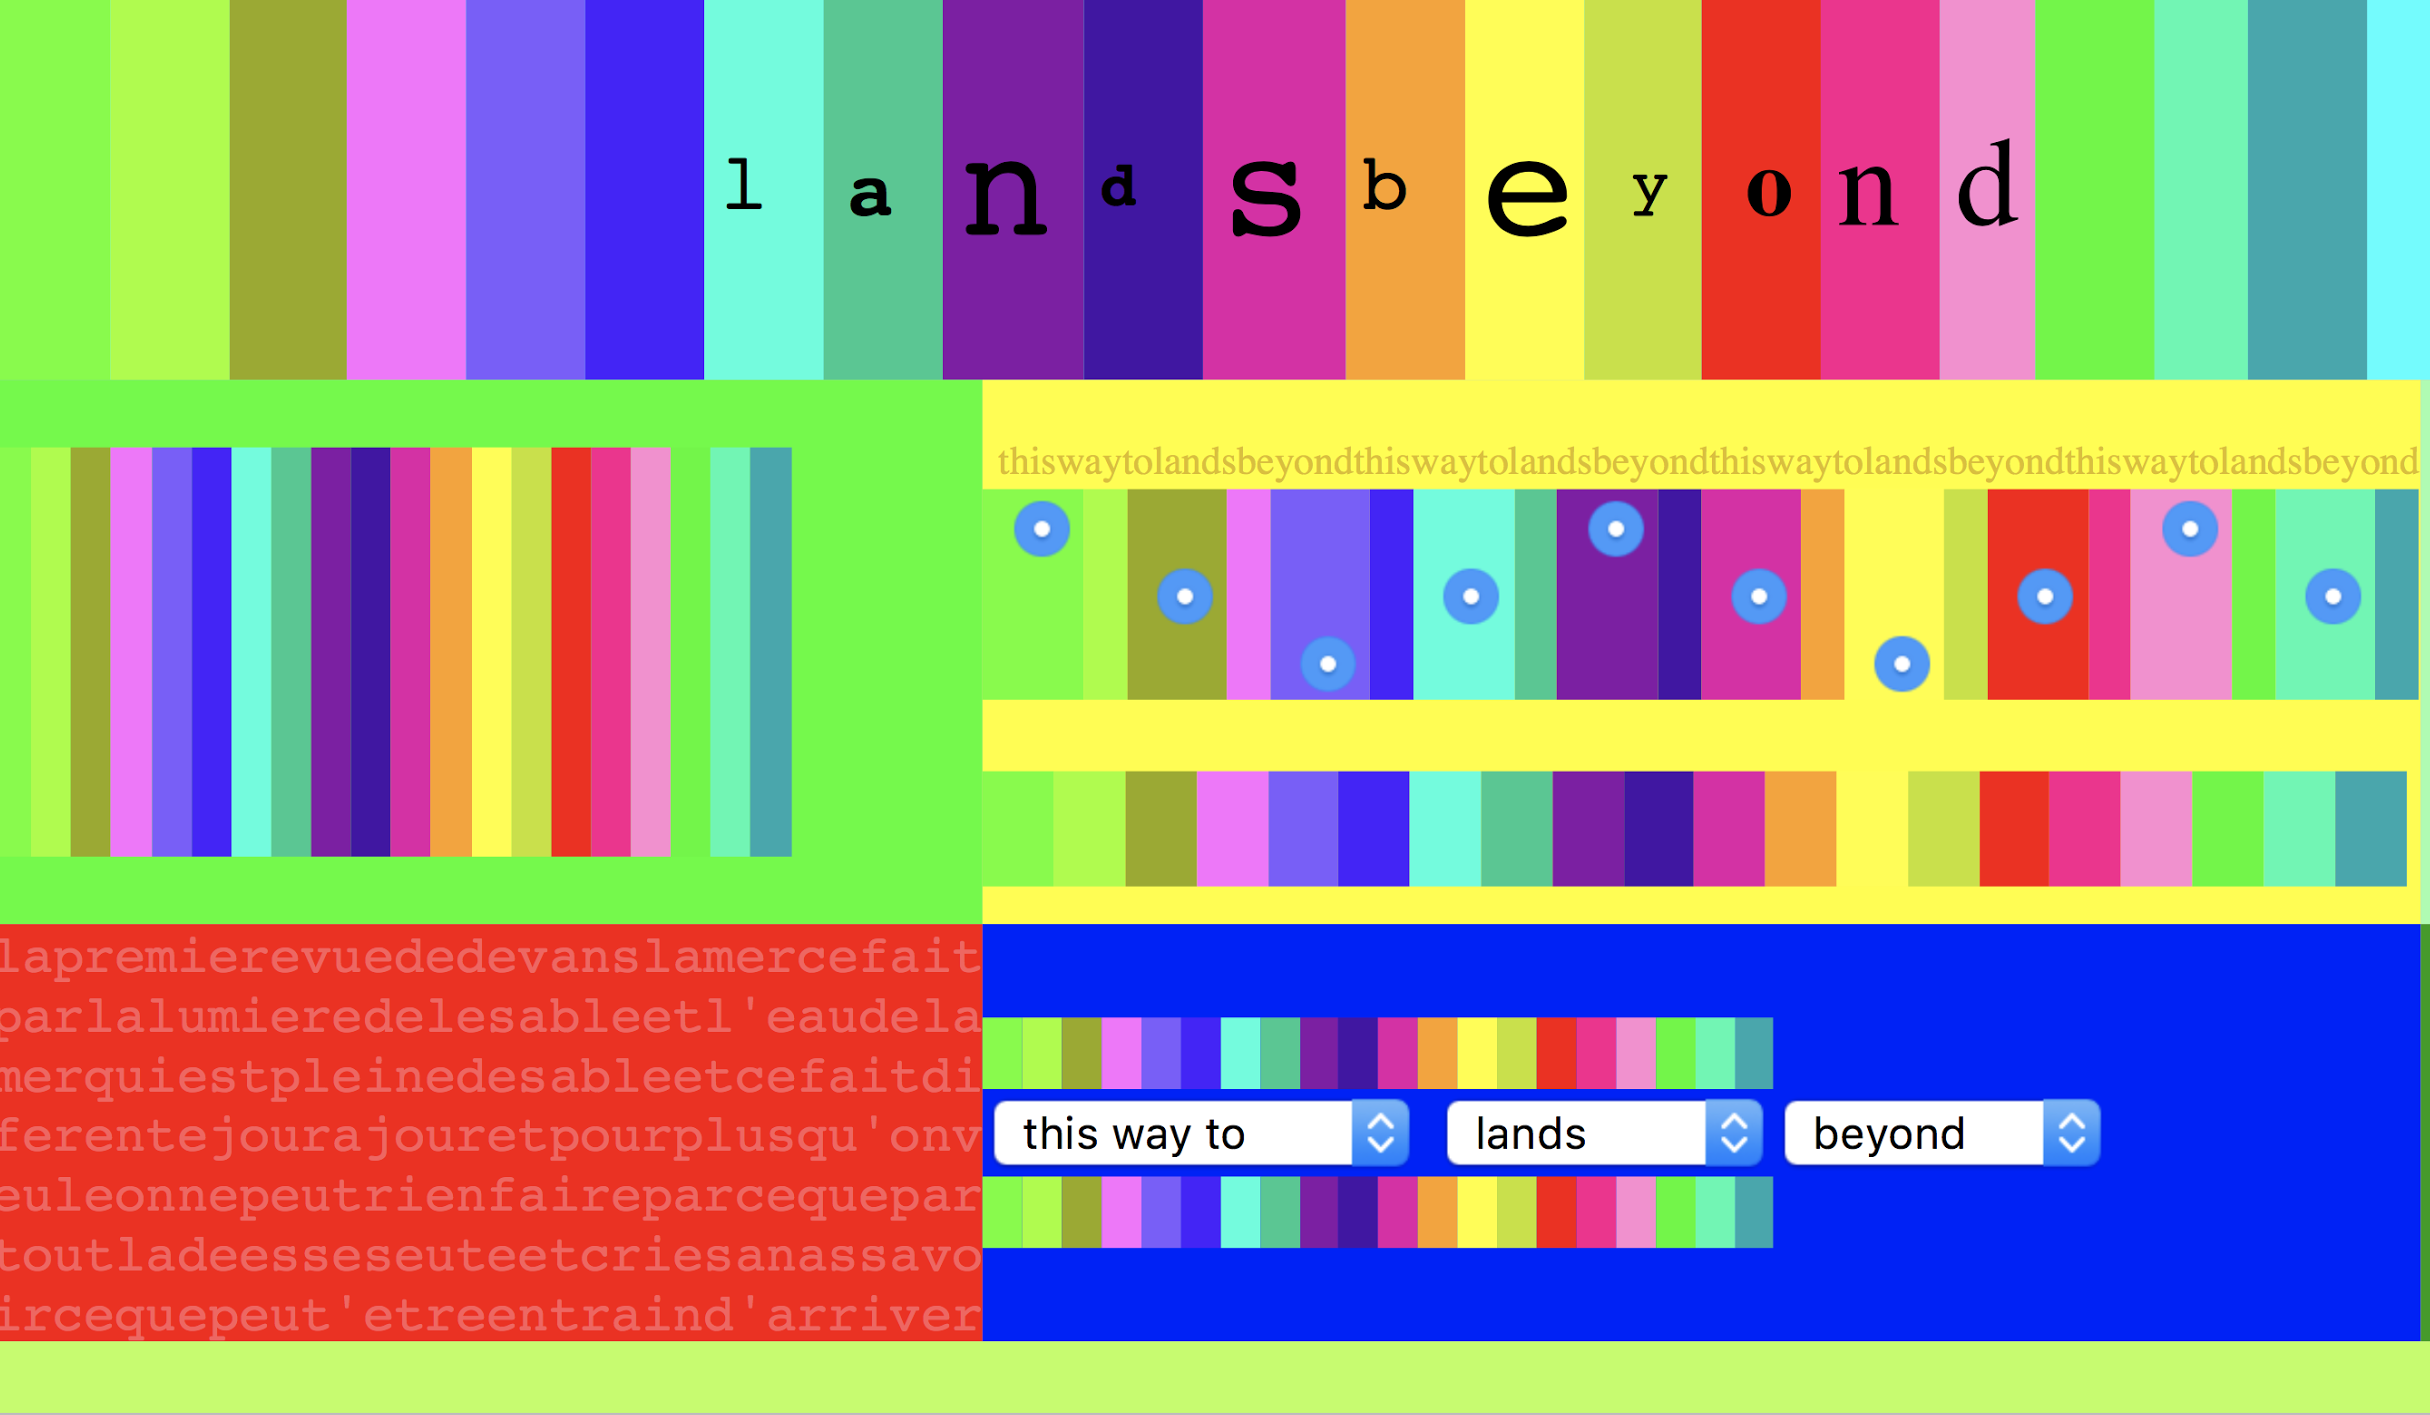 l a n d s b e y o n d
thiswaytolandsbeyondthiswaytolandsbeyondthiswaytolandsbeyondthiswaytolandsbeyond
lapremierevuededevanslamercefait
parlalumieredelesableetl'eaudela
merquiestpleinedesableetcefaitdi
ferentejourajouretpourplusqu'onv
euleonnepeutrienfaireparcequepar
toutladeesseseuteetcriesanassavo
ircequepeut'etreentraind'arriver
this way to lands beyond